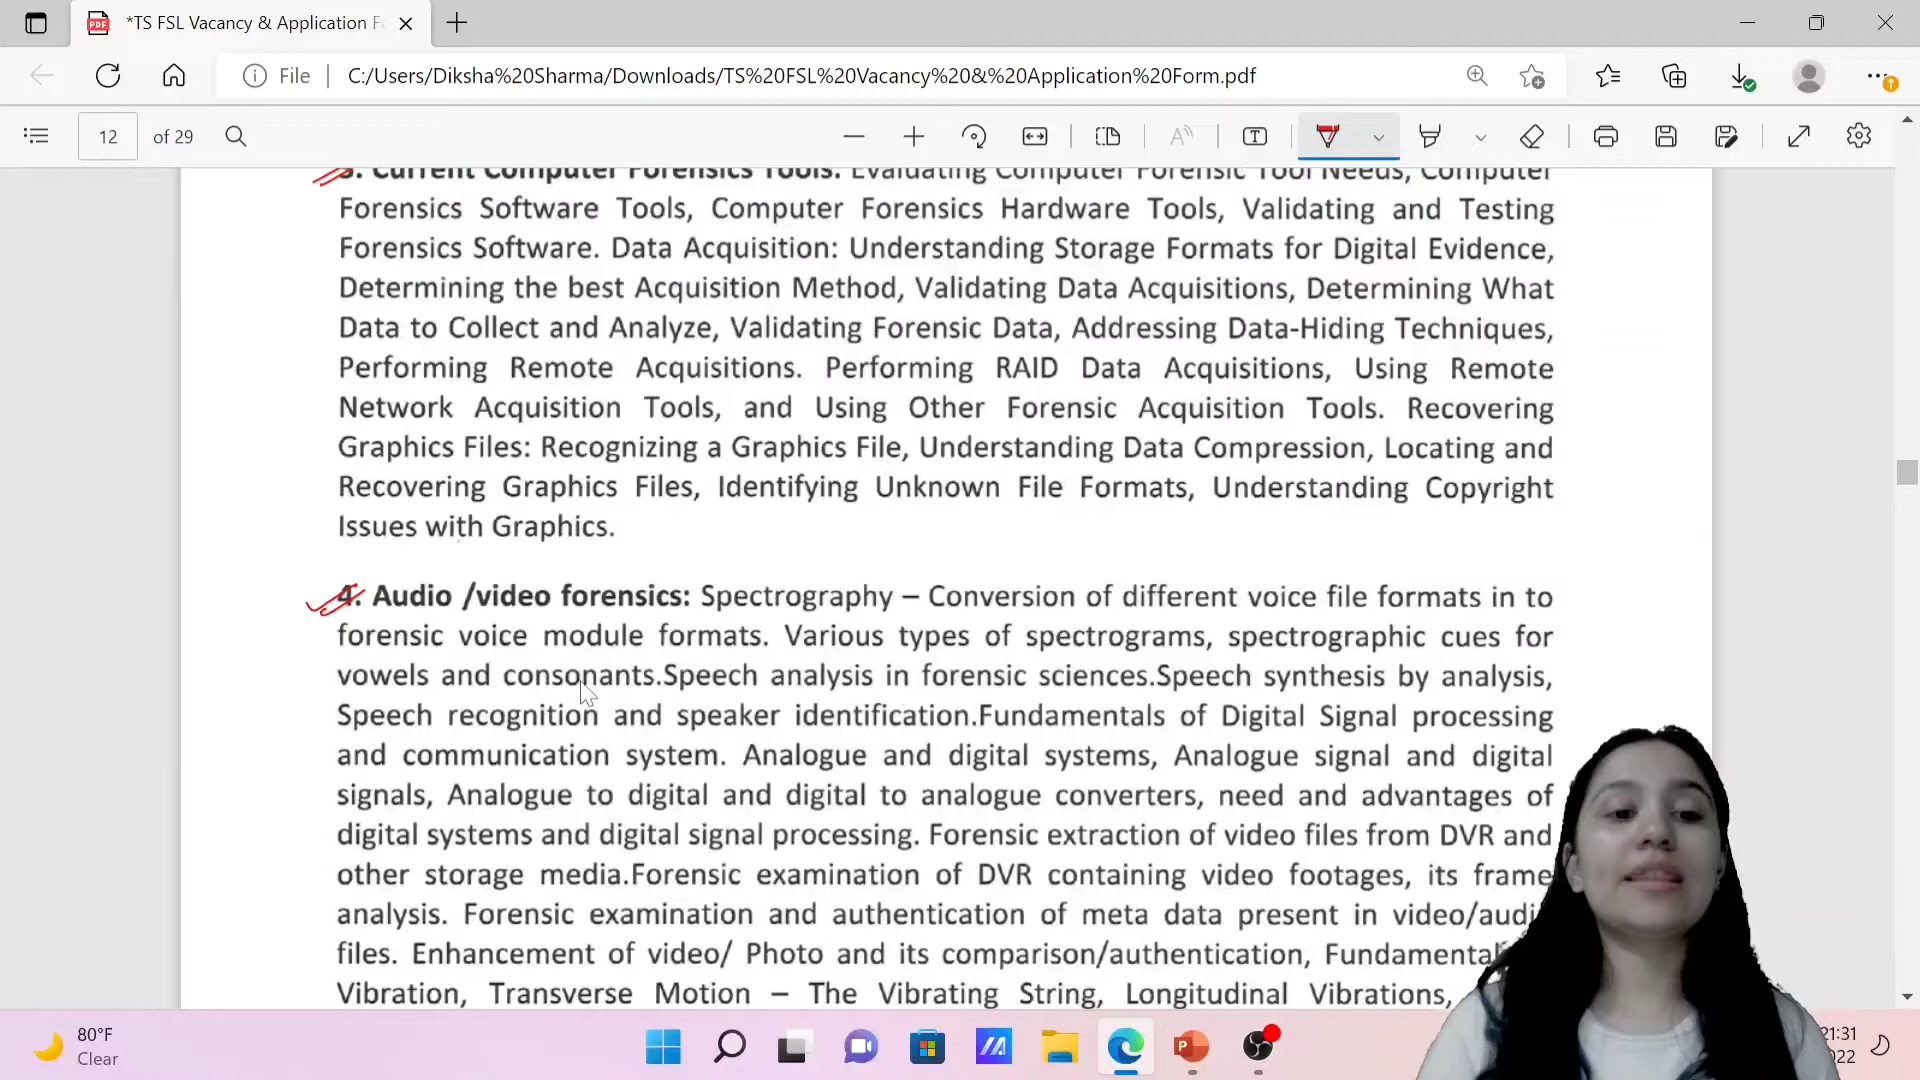 *TS FSL Vacancy & Application F
File
C:/Users/Diksha%20Sharma/Downloads/TS%20FSL%20Vacancy%20&%20Application%20Form.pdf
12 of 29
3. Current Computer Forensics Tools: Evaluating Computer Forensic Tool Needs, Computer
Forensics Software Tools, Computer Forensics Hardware Tools, Validating and Testing
Forensics Software. Data Acquisition: Understanding Storage Formats for Digital Evidence,
Determining the best Acquisition Method, Validating Data Acquisitions, Determining What
Data to Collect and Analyze, Validating Forensic Data, Addressing Data-Hiding Techniques,
Performing Remote Acquisitions. Performing RAID Data Acquisitions, Using Remote
Network Acquisition Tools, and Using Other Forensic Acquisition Tools. Recovering
Graphics Files: Recognizing a Graphics File, Understanding Data Compression, Locating and
Recovering Graphics Files, Identifying Unknown File Formats, Understanding Copyright
Issues with Graphics.
4. Audio /video forensics: Spectrography – Conversion of different voice file formats in to
forensic voice module formats. Various types of spectrograms, spectrographic cues for
vowels and consonants.Speech analysis in forensic sciences.Speech synthesis by analysis,
Speech recognition and speaker identification.Fundamentals of Digital Signal processing
and communication system. Analogue and digital systems, Analogue signal and digital
signals, Analogue to digital and digital to analogue converters, need and advantages of
digital systems and digital signal processing. Forensic extraction of video files from DVR and
other storage media.Forensic examination of DVR containing video footages, its frame
analysis. Forensic examination and authentication of meta data present in video/audi
files. Enhancement of video/ Photo and its comparison/authentication, Fundamental
Vibration, Transverse Motion – The Vibrating String, Longitudinal Vibrations,
80°F
Clear
21:31
022